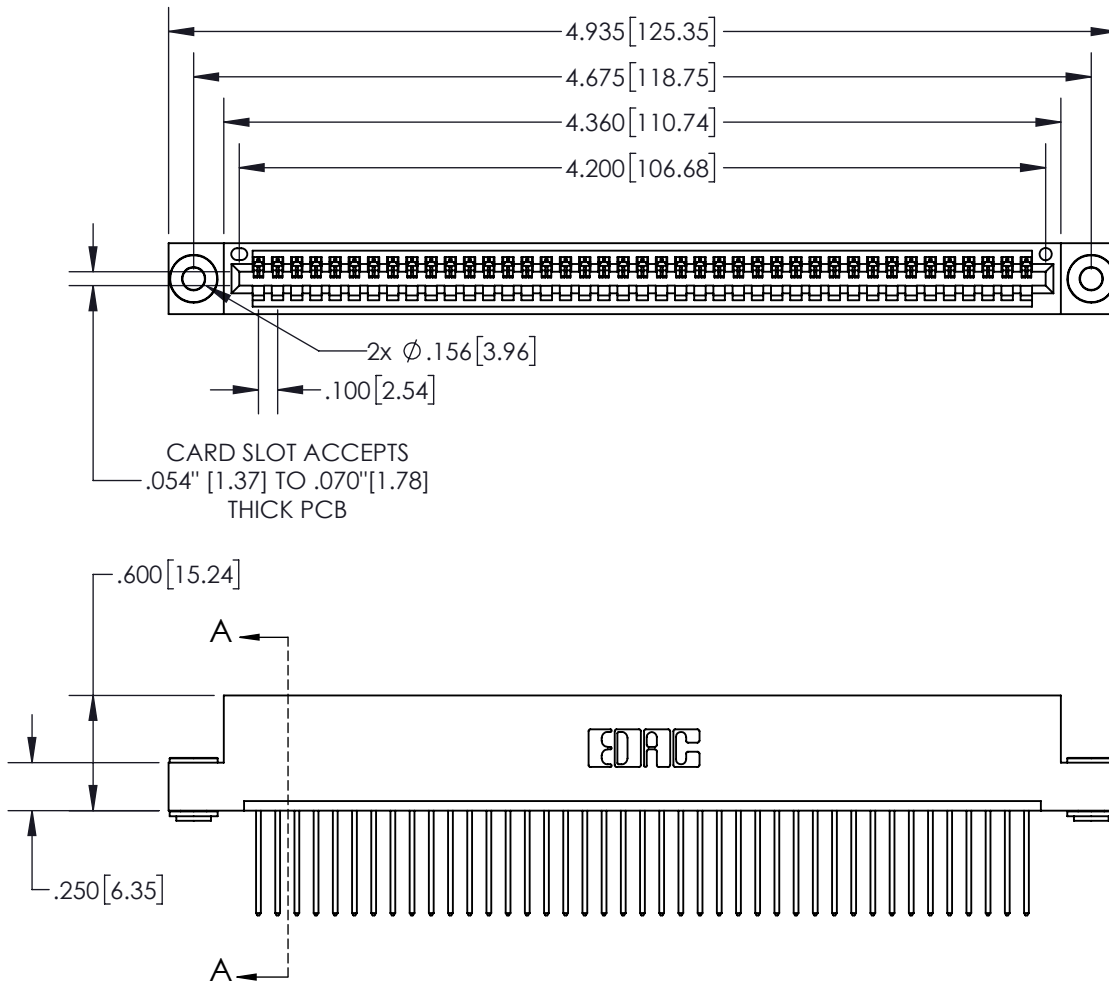 4.935[125.35]
4.675[118.75]
4.360[110.74]
4.200[106.68]
2x ∅ .156[3.96]
.100[2.54]
CARD SLOT ACCEPTS
.054" [1.37] TO .070"[1.78]
THICK PCB
.600[15.24]
A
EDAC
.250[6.35]
A